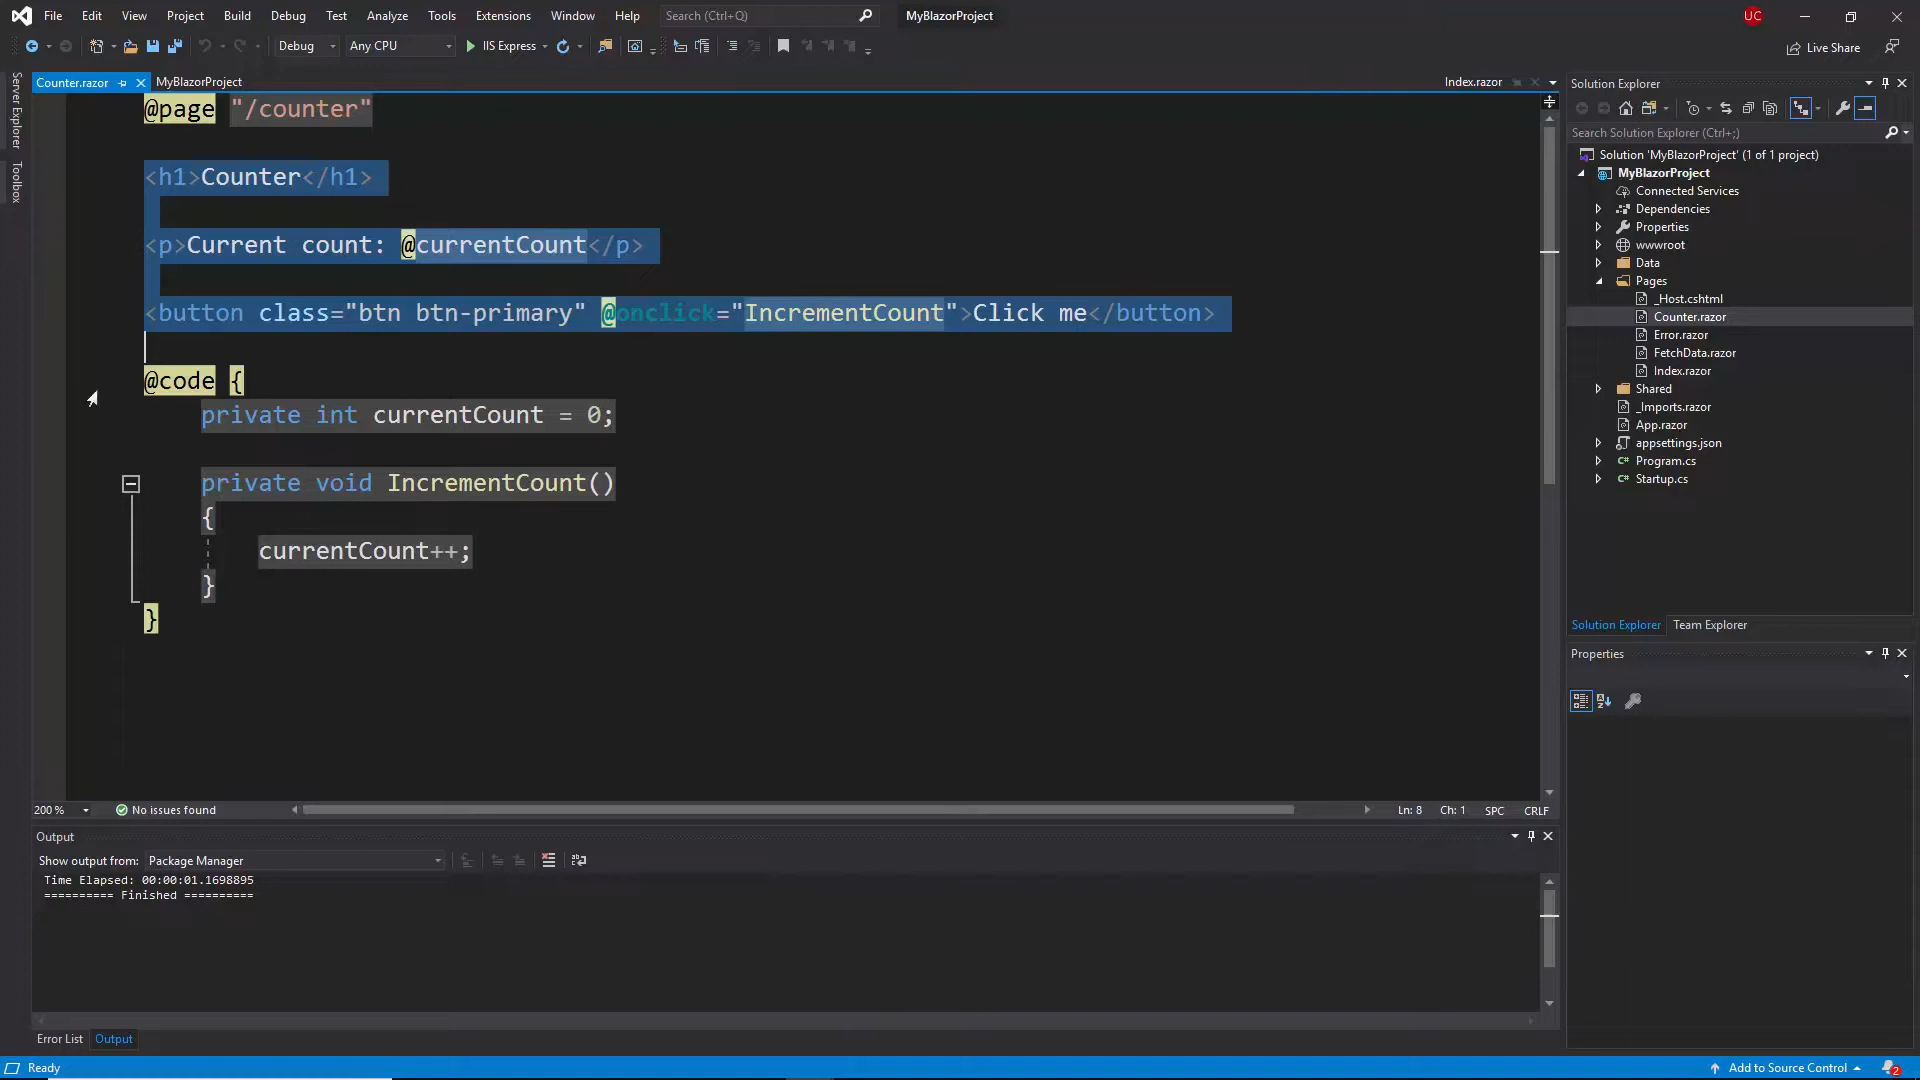 File Edit View Project Build Debug Test Analyze Tools Extensions Window Help Search (Ctrl+Q) MyBlazorProject UC
Debug Any CPU IIS Express Live Share
Server Explorer
Toolbox
Counter.razor MyBlazorProject Index.razor
@page "/counter"
<h1>Counter</h1>
<p>Current count: @currentCount</p>
<button class="btn btn-primary" @onclick="IncrementCount">Click me</button>
@code {
private int currentCount = 0;
private void IncrementCount()
{
currentCount++;
}
}
200 % No issues found Ln: 8 Ch: 1 SPC CRLF
Output
Show output from: Package Manager
Time Elapsed: 00:00:01.1698895
========== Finished ==========
Error List Output
Solution Explorer
Search Solution Explorer (Ctrl+;)
Solution 'MyBlazorProject' (1 of 1 project)
MyBlazorProject
Connected Services
Dependencies
Properties
wwwroot
Data
Pages
_Host.cshtml
Counter.razor
Error.razor
FetchData.razor
Index.razor
Shared
_Imports.razor
App.razor
appsettings.json
C# Program.cs
C# Startup.cs
Solution Explorer Team Explorer
Properties
Ready Add to Source Control 2